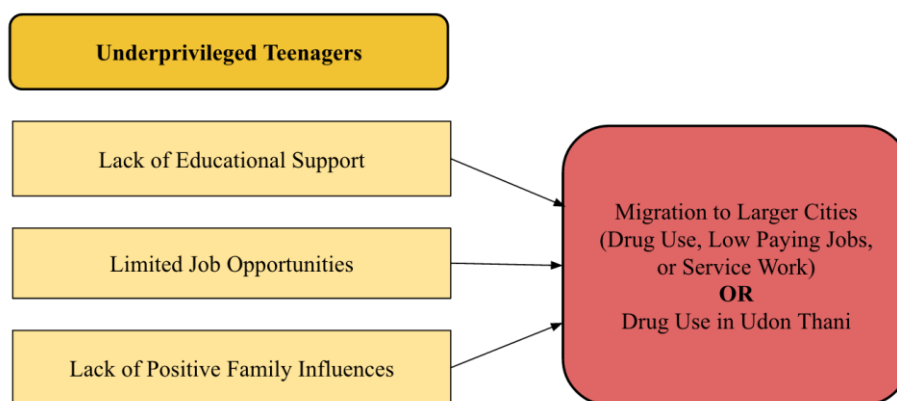 Underprivileged Teenagers
Lack of Educational Support
Limited Job Opportunities
Lack of Positive Family Influences
Migration to Larger Cities
(Drug Use, Low Paying Jobs,
or Service Work)
OR
Drug Use in Udon Thani